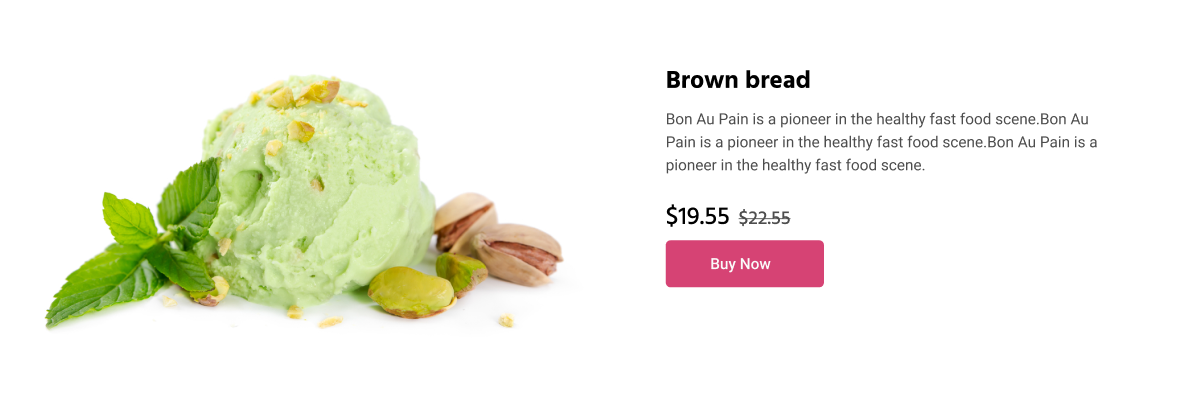 Brown bread
Bon Au Pain is a pioneer in the healthy fast food scene.Bon Au
Pain is a pioneer in the healthy fast food scene.Bon Au Pain is a
pioneer in the healthy fast food scene.
$19.55 $22.55
Buy Now